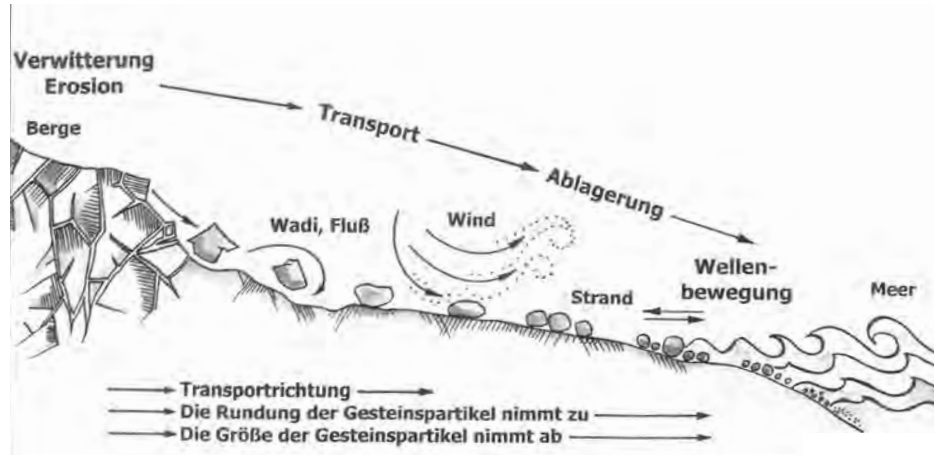 Verwitterung
Erosion
Transport
Ablagerung
Berge
Wadi, Fluß
Wind
Strand
Wellen-
bewegung
Meer
Transportrichtung
Die Rundung der Gesteinspartikel nimmt zu
Die Größe der Gesteinspartikel nimmt ab